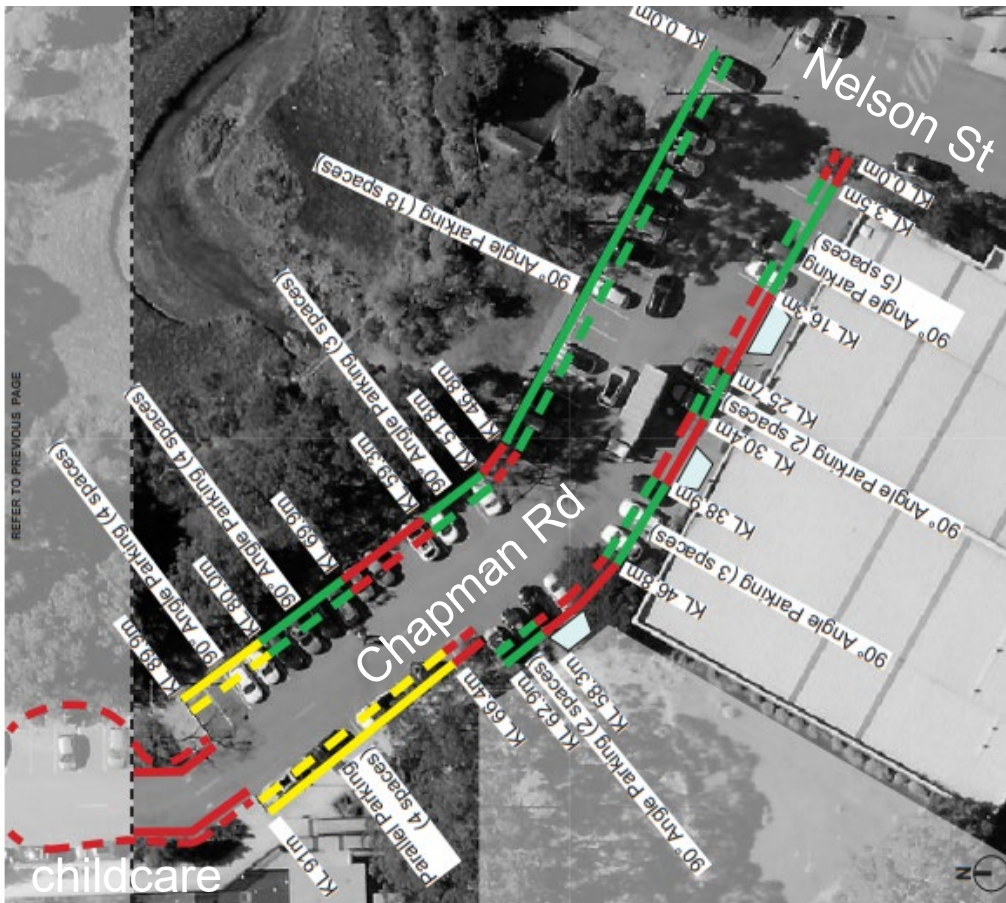 KL 0.0m
Nelson St
KL 0.0m
KL 3.5m
90° Angle Parking
(5 spaces)
KL 16.3m
90° Angle Parking (18 spaces)
KL 25.7m
90° Angle Parking (2 spaces)
KL 30.4m
KL 38.9m
90° Angle Parking (3 spaces)
KL 46.8m
KL 46.8m
KL 51.8m
90° Angle Parking (3 spaces)
KL 59.3m
KL 69.9m
90° Angle Parking (4 spaces)
KL 80.0m
90° Angle Parking (4 spaces)
KL 89.9m
Chapman Rd
KL 58.3m
90° Angle Parking (2 spaces)
KL 62.9m
KL 66.4m
Parallel Parking
(4 spaces)
KL 91m
REFER TO PREVIOUS PAGE
childcare
N